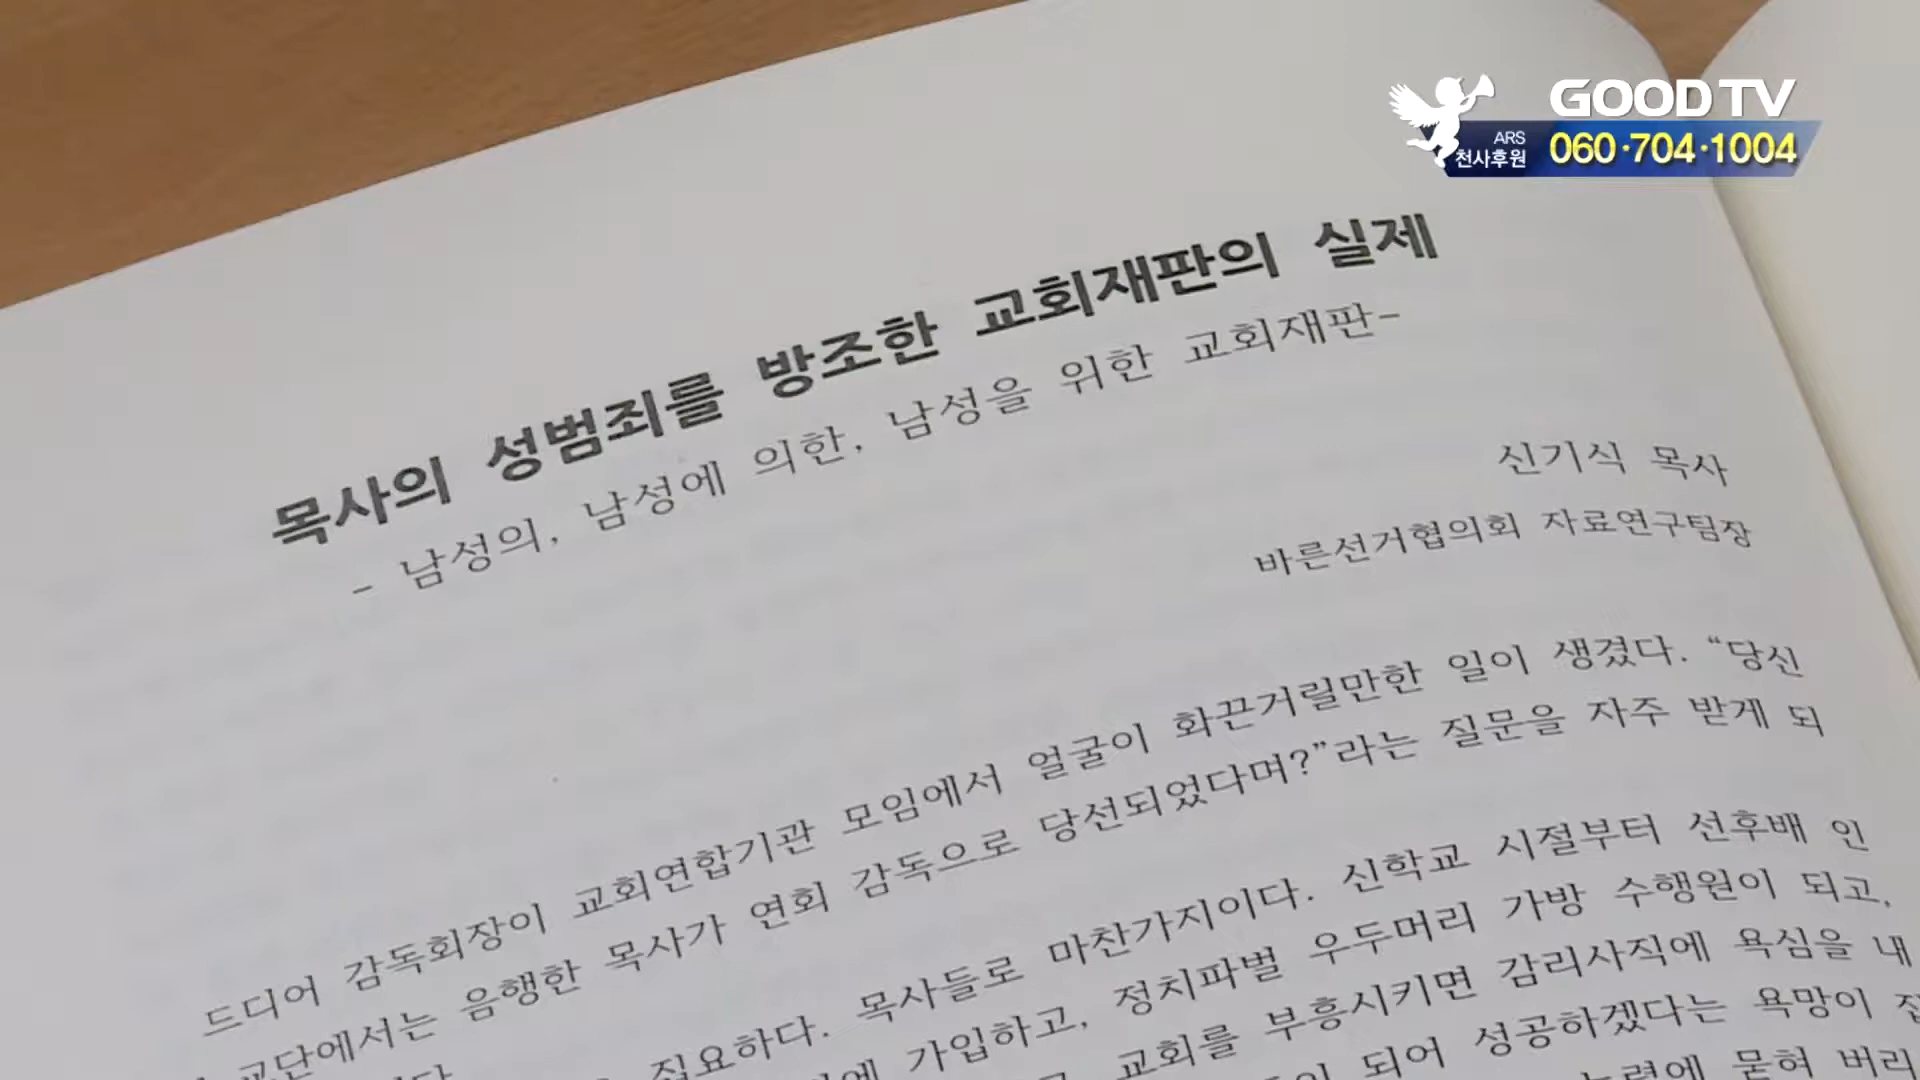 GOODTV
ARS
천사후원 060·704·1004
목사의 성범죄를 방조한 교회재판의 실제
- 남성의, 남성에 의한, 남성을 위한 교회재판-
신기식 목사
바른선거협의회 자료연구팀장
드디어 감독회장이 교회연합기관 모임에서 얼굴이 화끈거릴만한 일이 생겼다. “당신
교단에서는 음행한 목사가 연회 감독으로 당선되었다며?”라는 질문을 자주 받게 되
집요하다. 목사들로 마찬가지이다. 신학교 시절부터 선후배 인
가입하고, 정치파벌 우두머리 가방 수행원이 되고,
교회를 부흥시키면 감리사직에 욕심을 내
되어 성공하겠다는 욕망이
묻혀 버리